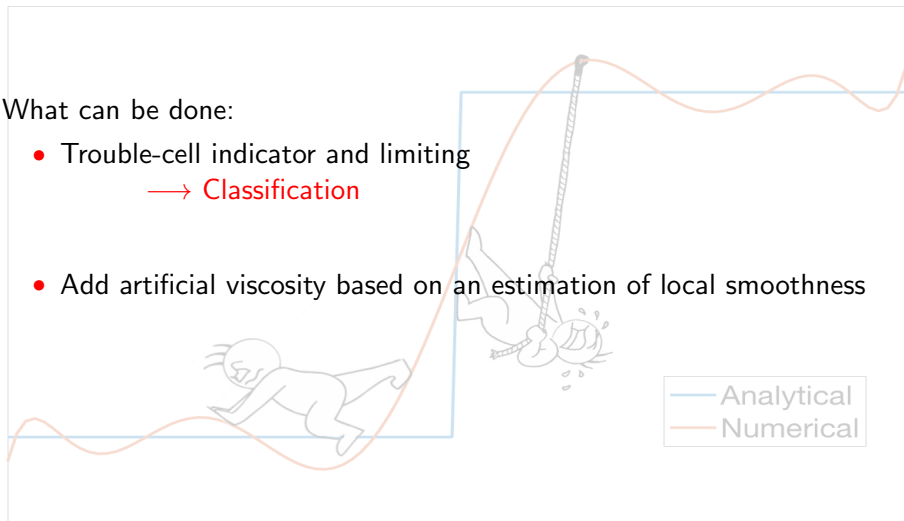 What can be done:
• Trouble-cell indicator and limiting
⟶ Classification
• Add artificial viscosity based on an estimation of local smoothness
Analytical
Numerical